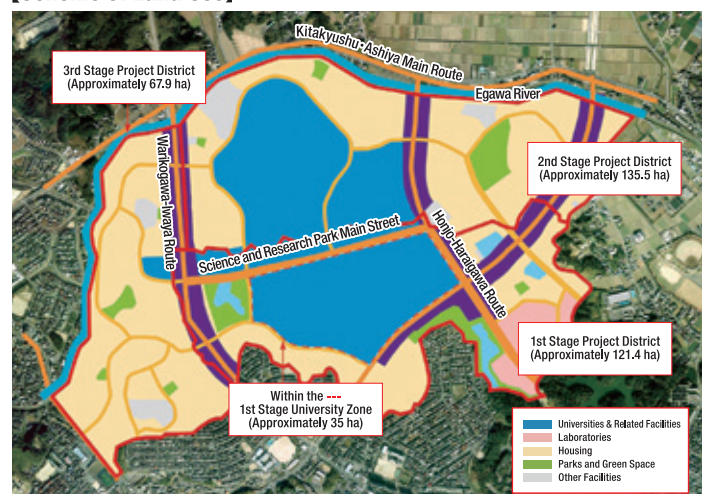 Kitakyushu・Ashiya Main Route
3rd Stage Project District
(Approximately 67.9 ha)
Egawa River
2nd Stage Project District
(Approximately 135.5 ha)
Warikogawa-Iwaya Route
Science and Research Park Main Street
Honjo-Haraigawa Route
1st Stage Project District
(Approximately 121.4 ha)
Within the ---
1st Stage University Zone
(Approximately 35 ha)
Universities & Related Facilities
Laboratories
Housing
Parks and Green Space
Other Facilities